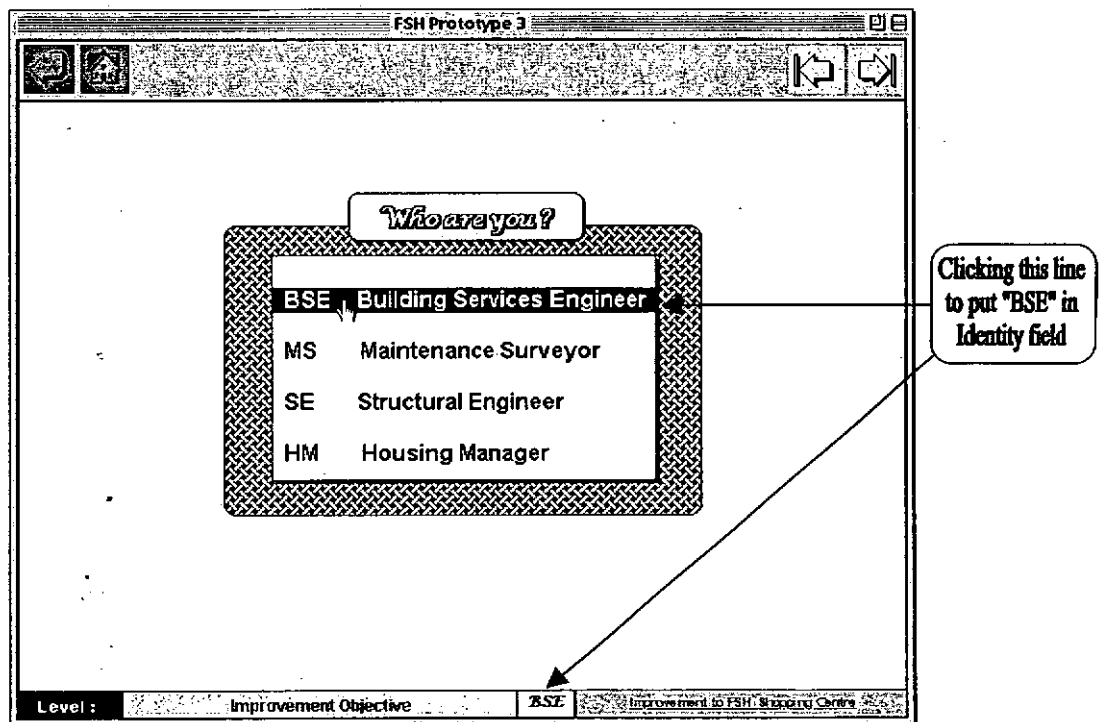 FSH Prototype 3
Who are you?
BSE Building Services Engineer
MS Maintenance Surveyor
SE Structural Engineer
HM Housing Manager
Clicking this line
to put "BSE" in
Identity field
Level : Improvement Objective BSE Improvement to FSH: Shopping Centre